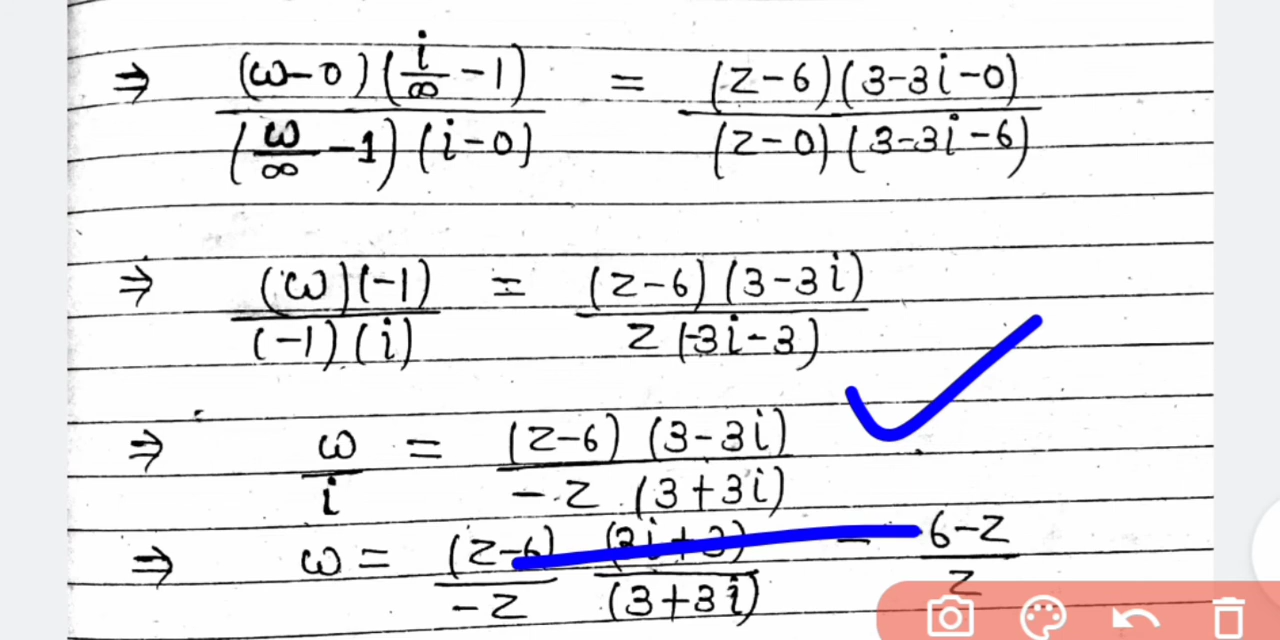 ⇒ (ω-0)(i/∞ -1) / (ω/∞ -1)(i-0) = (z-6)(3-3i-0) / (z-0)(3-3i-6)
⇒ (ω)(-1) / (-1)(i) = (z-6)(3-3i) / z(-3i-3)
⇒ ω/i = (z-6)(3-3i) / -z(3+3i)
⇒ ω = (z-6)/-z (3i+3)/(3+3i) = 6-z/z